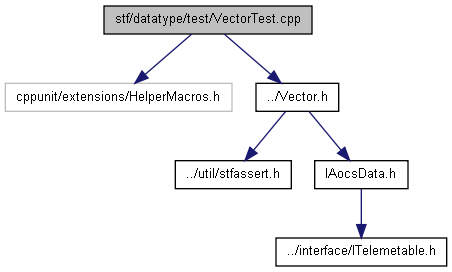 stf/datatype/test/VectorTest.cpp
cppunit/extensions/HelperMacros.h
../Vector.h
../util/stfassert.h
IAocsData.h
../interface/ITelemetable.h